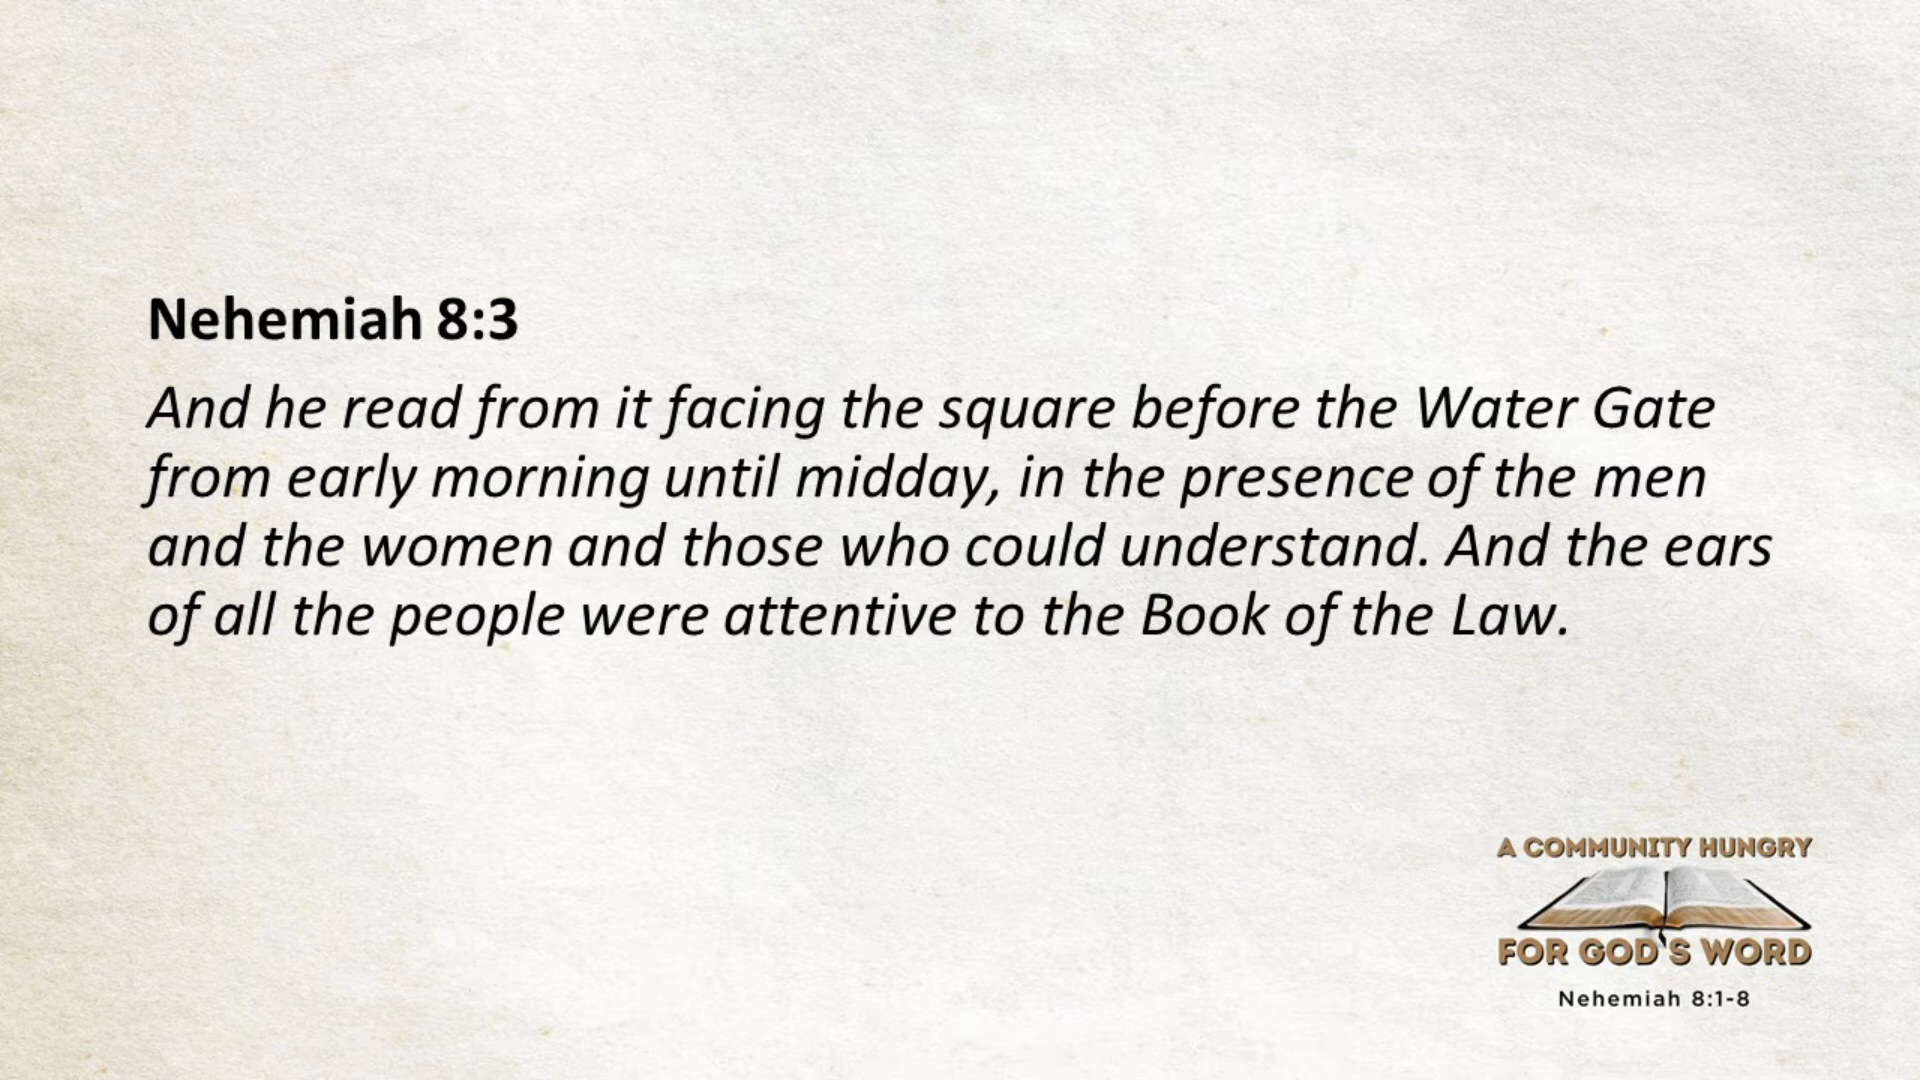 Nehemiah 8:3
And he read from it facing the square before the Water Gate
from early morning until midday, in the presence of the men
and the women and those who could understand. And the ears
of all the people were attentive to the Book of the Law.
A COMMUNITY HUNGRY
FOR GOD'S WORD
Nehemiah 8:1-8